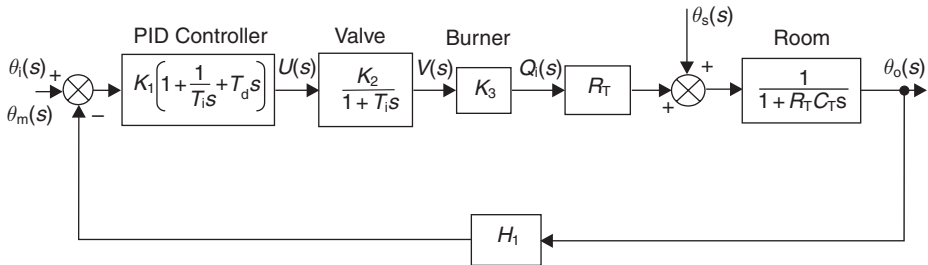 θs(s)
PID Controller
Valve
Burner
Room
θi(s)
+
θm(s)
−
K1(1 + 1/Tis + Tds)
U(s)
K2/(1 + Tis)
V(s)
K3
Qi(s)
RT
+
+
1/(1 + RTCTs)
θo(s)
H1